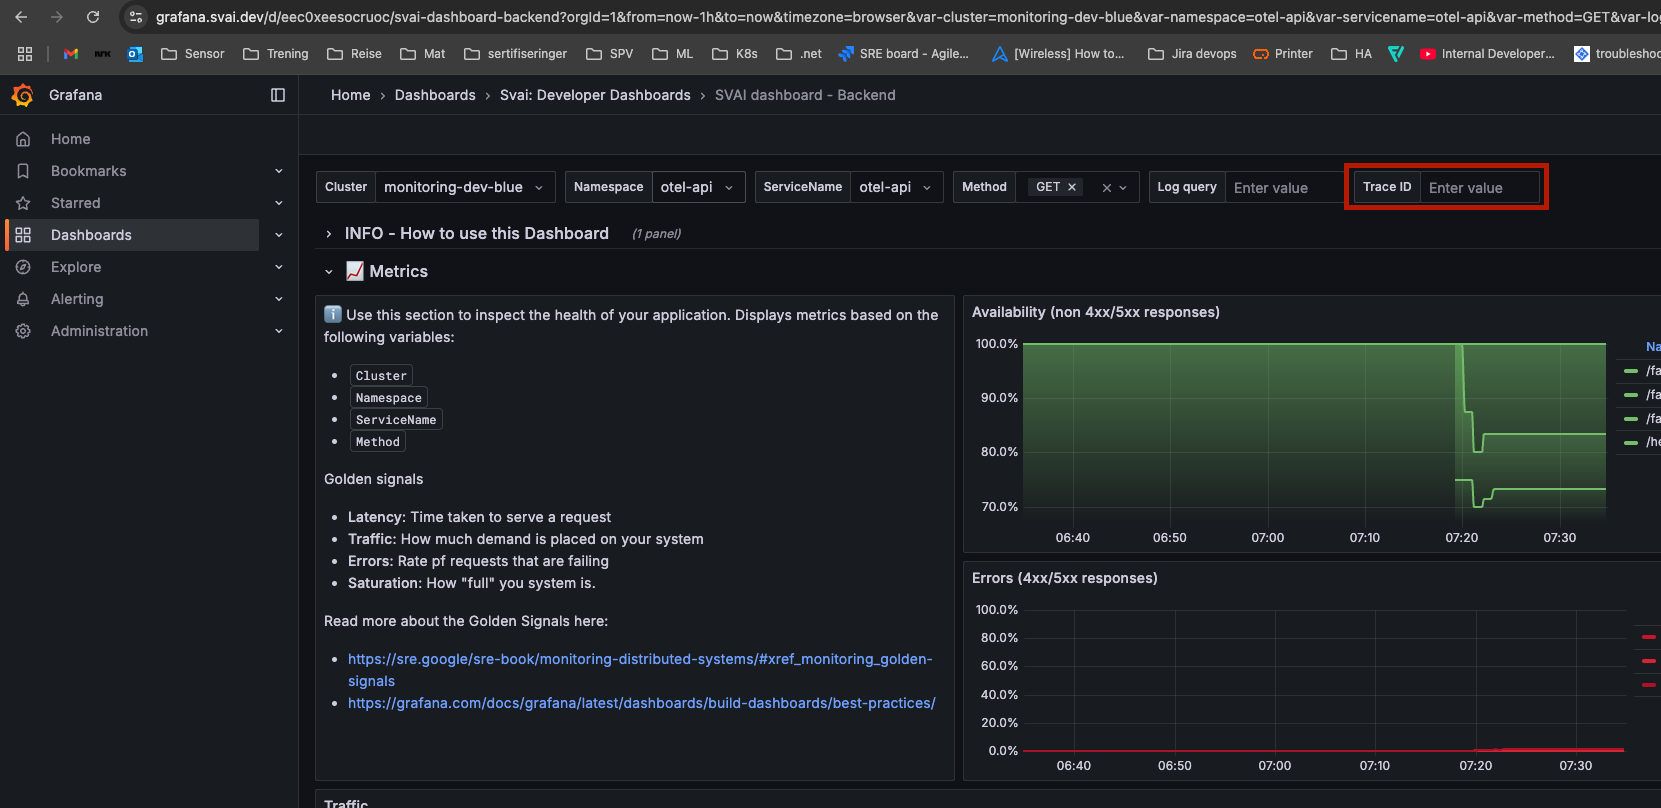 grafana.svai.dev/d/eec0xeesocruoc/svai-dashboard-backend?orgId=1&from=now-1h&to=now&timezone=browser&var-cluster=monitoring-dev-blue&var-namespace=otel-api&var-servicename=otel-api&var-method=GET&var-lo
nrk Sensor Trening Reise Mat sertifiseringer SPV ML K8s .net SRE board - Agile... [Wireless] How to... Jira devops Printer HA Internal Developer... troubleshoo
Grafana
Home › Dashboards › Svai: Developer Dashboards › SVAI dashboard - Backend
Home
Bookmarks
Starred
Dashboards
Explore
Alerting
Administration
Cluster monitoring-dev-blue Namespace otel-api ServiceName otel-api Method GET Log query Enter value Trace ID Enter value
INFO - How to use this Dashboard (1 panel)
Metrics
Use this section to inspect the health of your application. Displays metrics based on the
following variables:
Cluster
Namespace
ServiceName
Method
Golden signals
Latency: Time taken to serve a request
Traffic: How much demand is placed on your system
Errors: Rate pf requests that are failing
Saturation: How "full" you system is.
Read more about the Golden Signals here:
https://sre.google/sre-book/monitoring-distributed-systems/#xref_monitoring_golden-
signals
https://grafana.com/docs/grafana/latest/dashboards/build-dashboards/best-practices/
Availability (non 4xx/5xx responses)
100.0%
90.0%
80.0%
70.0%
06:40 06:50 07:00 07:10 07:20 07:30
Na
/fa
/fa
/fa
/he
Errors (4xx/5xx responses)
100.0%
80.0%
60.0%
40.0%
20.0%
0.0%
06:40 06:50 07:00 07:10 07:20 07:30
Traffic